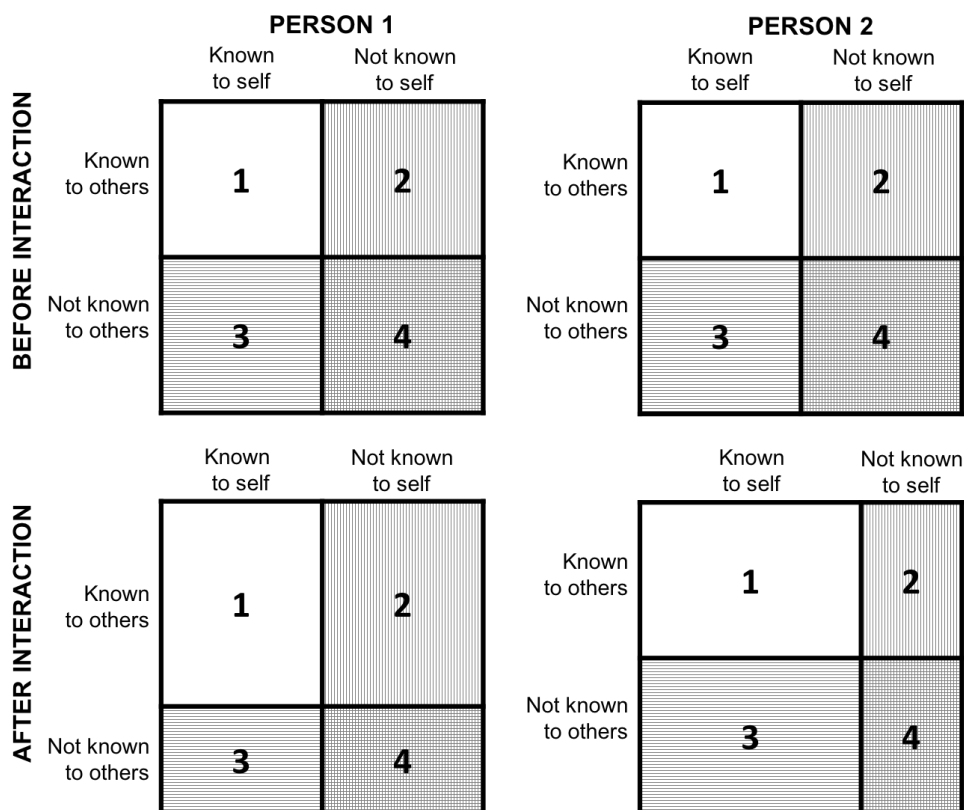 PERSON 1
PERSON 2
Known
to self
Not known
to self
Known
to self
Not known
to self
BEFORE INTERACTION
Known
to others
1
2
Known
to others
1
2
Not known
to others
3
4
Not known
to others
3
4
Known
to self
Not known
to self
Known
to self
Not known
to self
AFTER INTERACTION
Known
to others
1
2
Known
to others
1
2
Not known
to others
3
4
Not known
to others
3
4